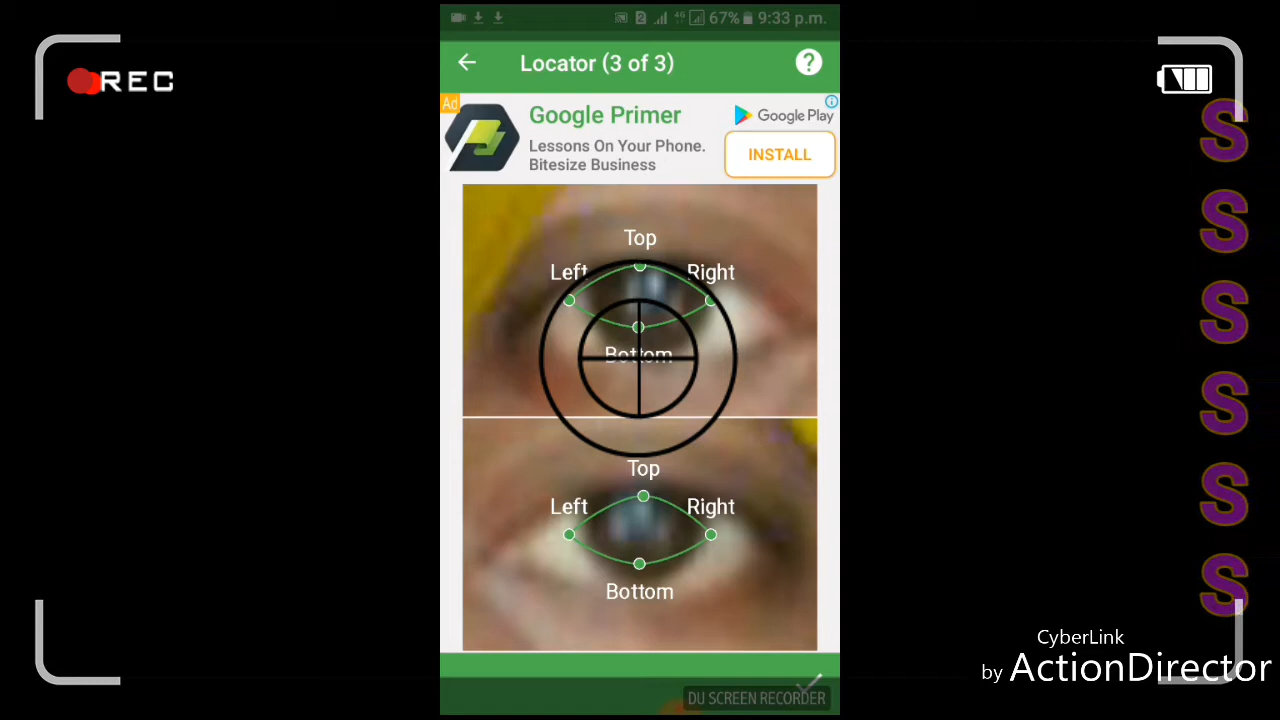 67% 9:33 p.m.
REC
Locator (3 of 3)
?
Ad
Google Primer
Google Play
Lessons On Your Phone.
Bitesize Business
INSTALL
Top
Left
Right
Bottom
Top
Left
Right
Bottom
S
S
S
S
S
S
CyberLink
by ActionDirector
DU SCREEN RECORDER